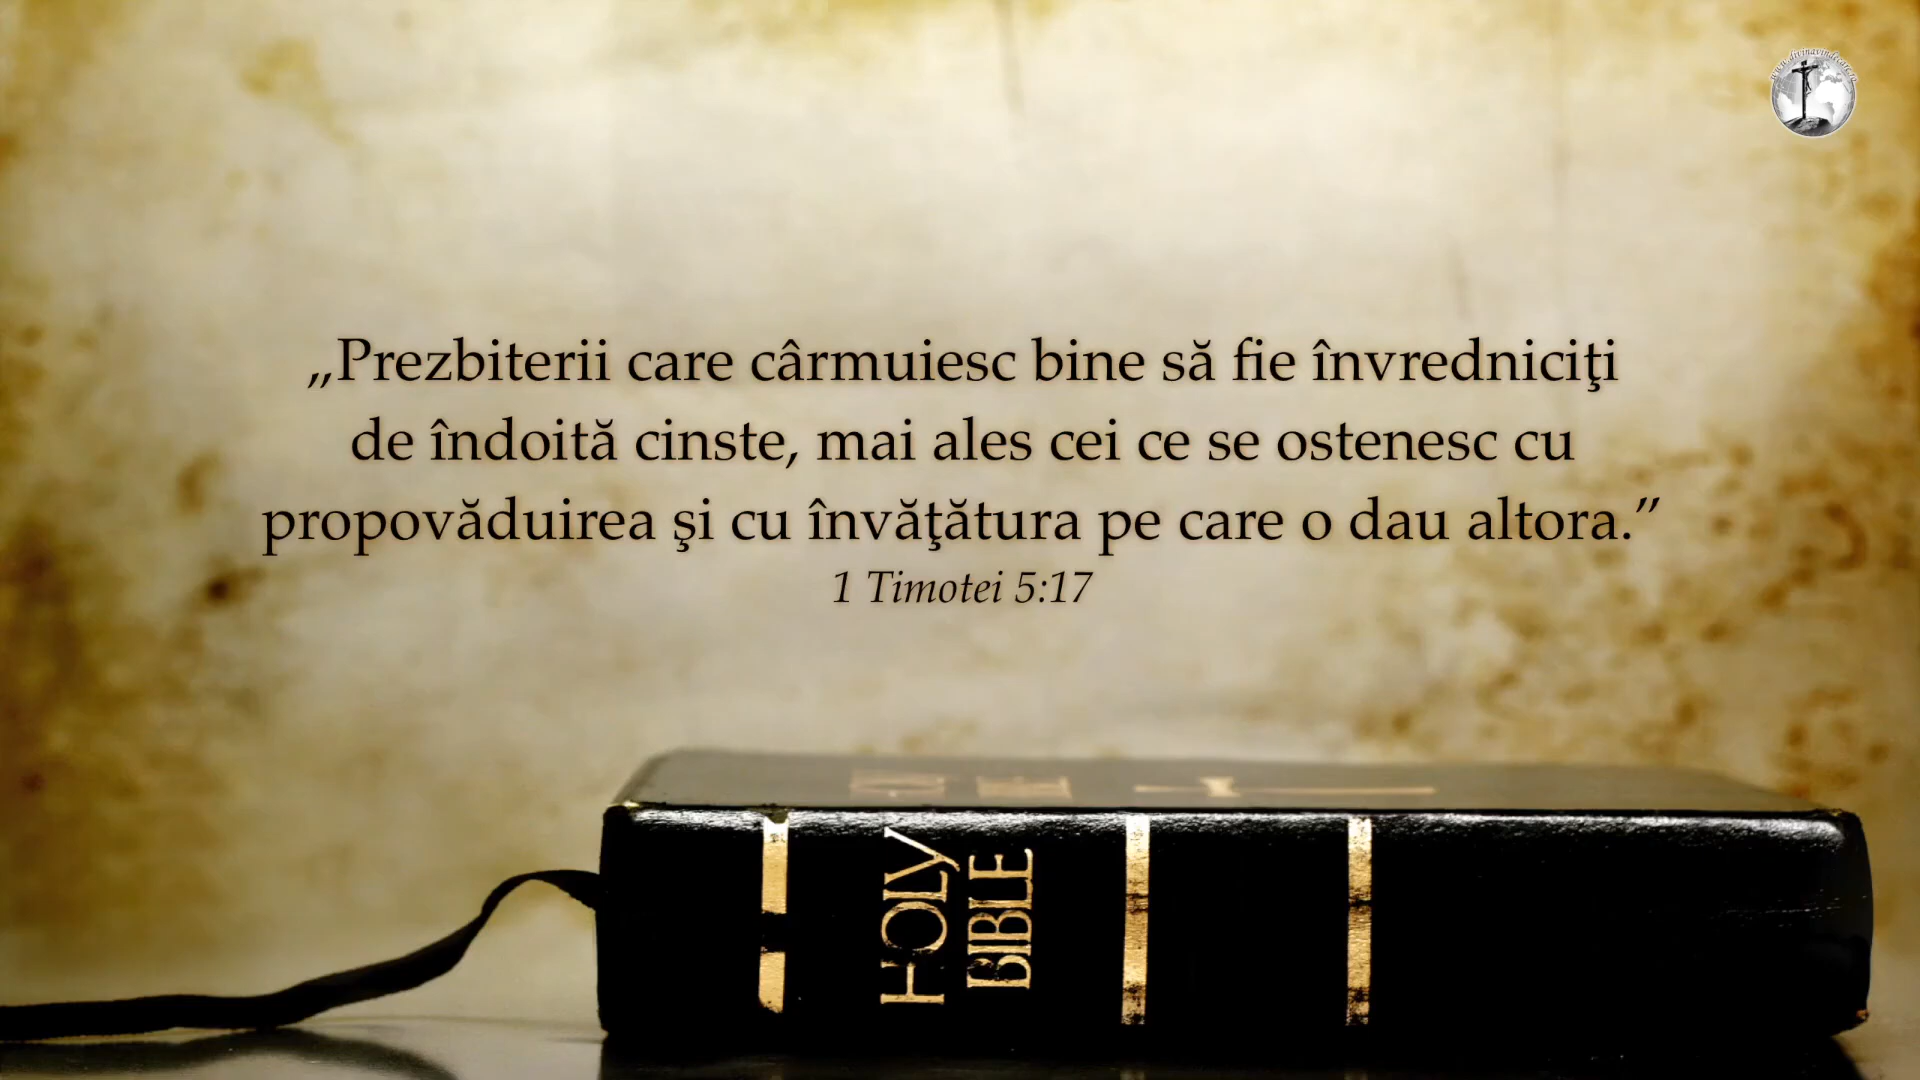 „Prezbiterii care cârmuiesc bine să fie învredniciţi
de îndoită cinste, mai ales cei ce se ostenesc cu
propovăduirea şi cu învăţătura pe care o dau altora.”
1 Timotei 5:17
HOLY
BIBLE